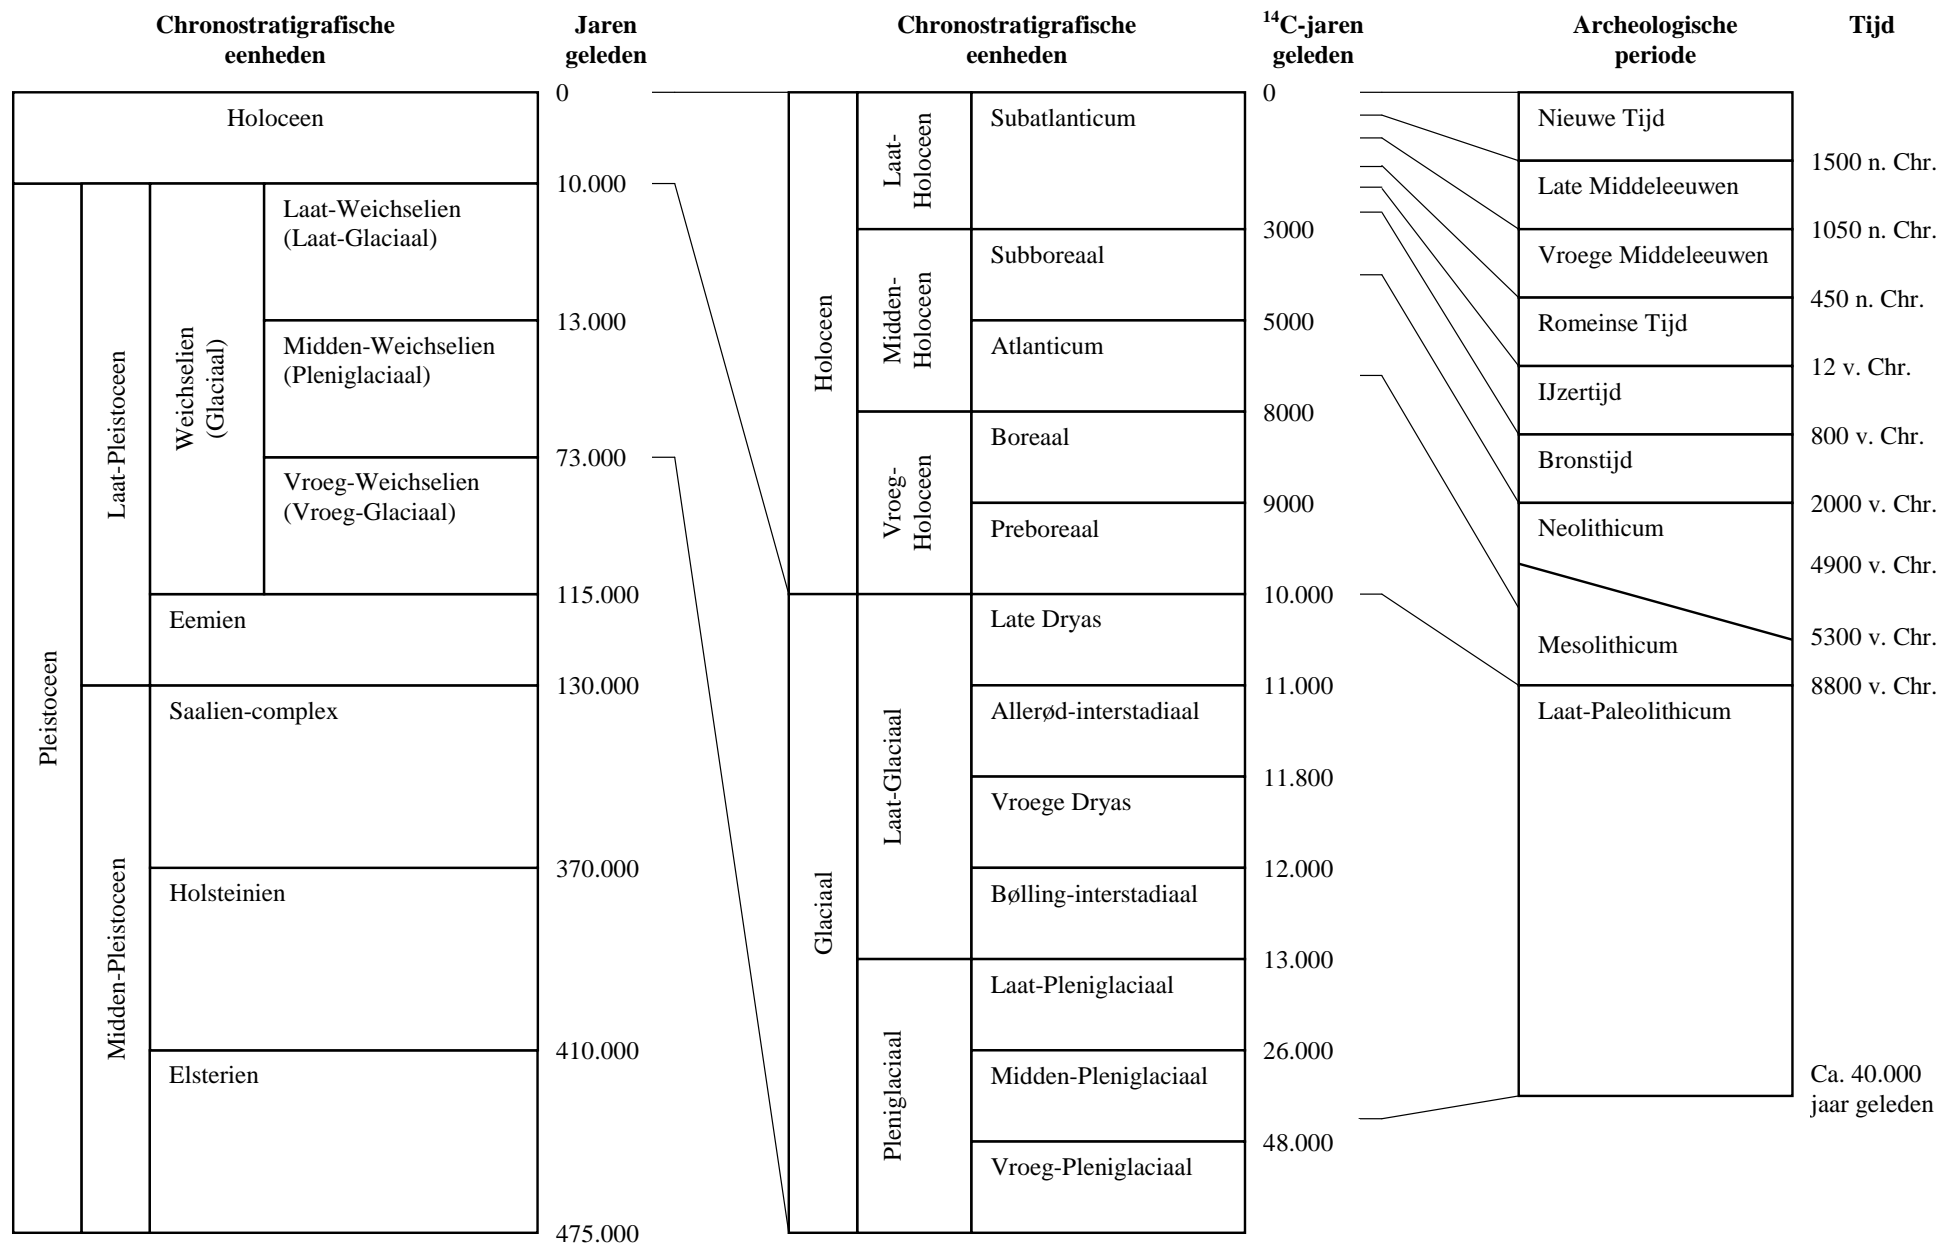 Chronostratigrafische
eenheden
Jaren
geleden
Chronostratigrafische
eenheden
14C-jaren
geleden
Archeologische
periode
Tijd
Holoceen
Pleistoceen
Laat-Pleistoceen
Weichselien
(Glaciaal)
Laat-Weichselien
(Laat-Glaciaal)
Midden-Weichselien
(Pleniglaciaal)
Vroeg-Weichselien
(Vroeg-Glaciaal)
Eemien
Midden-Pleistoceen
Saalien-complex
Holsteinien
Elsterien
0
10.000
13.000
73.000
115.000
130.000
370.000
410.000
475.000
Holoceen
Laat-
Holoceen
Subatlanticum
Midden-
Holoceen
Subboreaal
Atlanticum
Vroeg-
Holoceen
Boreaal
Preboreaal
Glaciaal
Laat-Glaciaal
Late Dryas
Allerød-interstadiaal
Vroege Dryas
Bølling-interstadiaal
Pleniglaciaal
Laat-Pleniglaciaal
Midden-Pleniglaciaal
Vroeg-Pleniglaciaal
0
3000
5000
8000
9000
10.000
11.000
11.800
12.000
13.000
26.000
48.000
Nieuwe Tijd
Late Middeleeuwen
Vroege Middeleeuwen
Romeinse Tijd
IJzertijd
Bronstijd
Neolithicum
Mesolithicum
Laat-Paleolithicum
1500 n. Chr.
1050 n. Chr.
450 n. Chr.
12 v. Chr.
800 v. Chr.
2000 v. Chr.
4900 v. Chr.
5300 v. Chr.
8800 v. Chr.
Ca. 40.000
jaar geleden